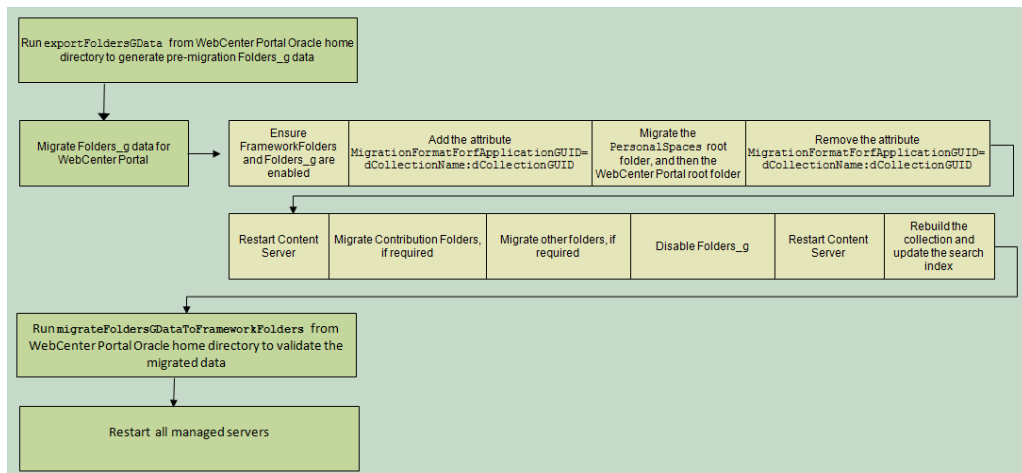 Run exportFoldersGData from WebCenter Portal Oracle home
directory to generate pre-migration Folders_g data
Migrate Folders_g data for
WebCenter Portal
Ensure
FrameworkFolders
and Folders_g are
enabled
Add the attribute
MigrationFormatForfApplicationGUID=
dCollectionName:dCollectionGUID
Migrate the
PersonalSpaces root
folder, and then the
WebCenter Portal root folder
Remove the attribute
MigrationFormatForfApplicationGUID=
dCollectionName:dCollectionGUID
Restart Content
Server
Migrate Contribution Folders,
if required
Migrate other folders, if
required
Disable Folders_g
Restart Content
Server
Rebuild the
collection and
update the search
index
Run migrateFoldersGDataToFrameworkFolders from
WebCenter Portal Oracle home directory to validate the
migrated data
Restart all managed servers